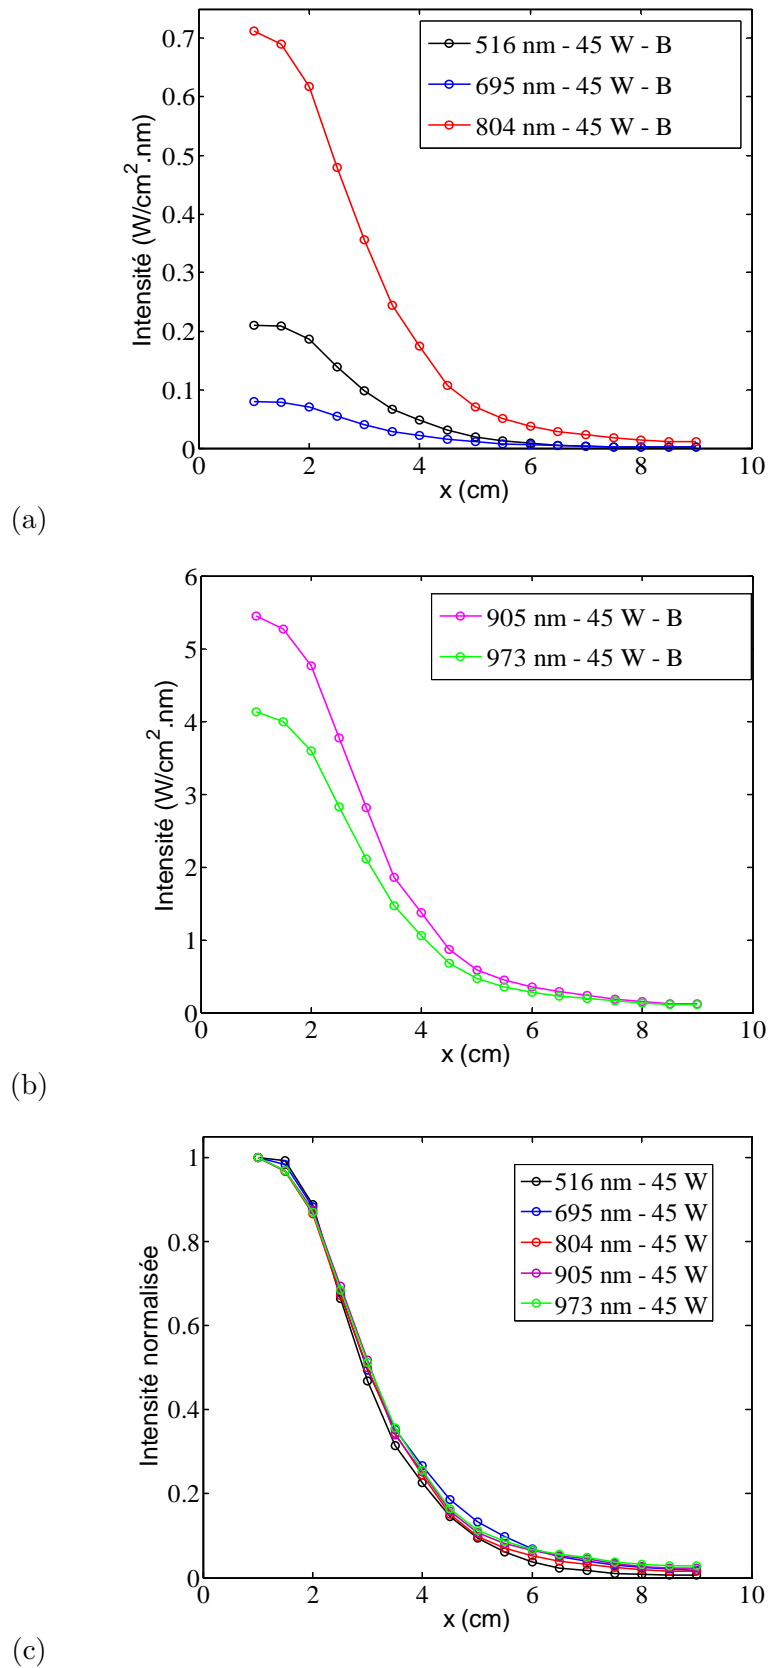 0.7
0.6
0.5
0.4
0.3
0.2
0.1
0
Intensité (W/cm².nm)
516 nm - 45 W - B
695 nm - 45 W - B
804 nm - 45 W - B
0 2 4 6 8 10
x (cm)
(a)
6
5
4
3
2
1
0
Intensité (W/cm².nm)
905 nm - 45 W - B
973 nm - 45 W - B
0 2 4 6 8 10
x (cm)
(b)
1
0.8
0.6
0.4
0.2
0
Intensité normalisée
516 nm - 45 W
695 nm - 45 W
804 nm - 45 W
905 nm - 45 W
973 nm - 45 W
0 2 4 6 8 10
x (cm)
(c)